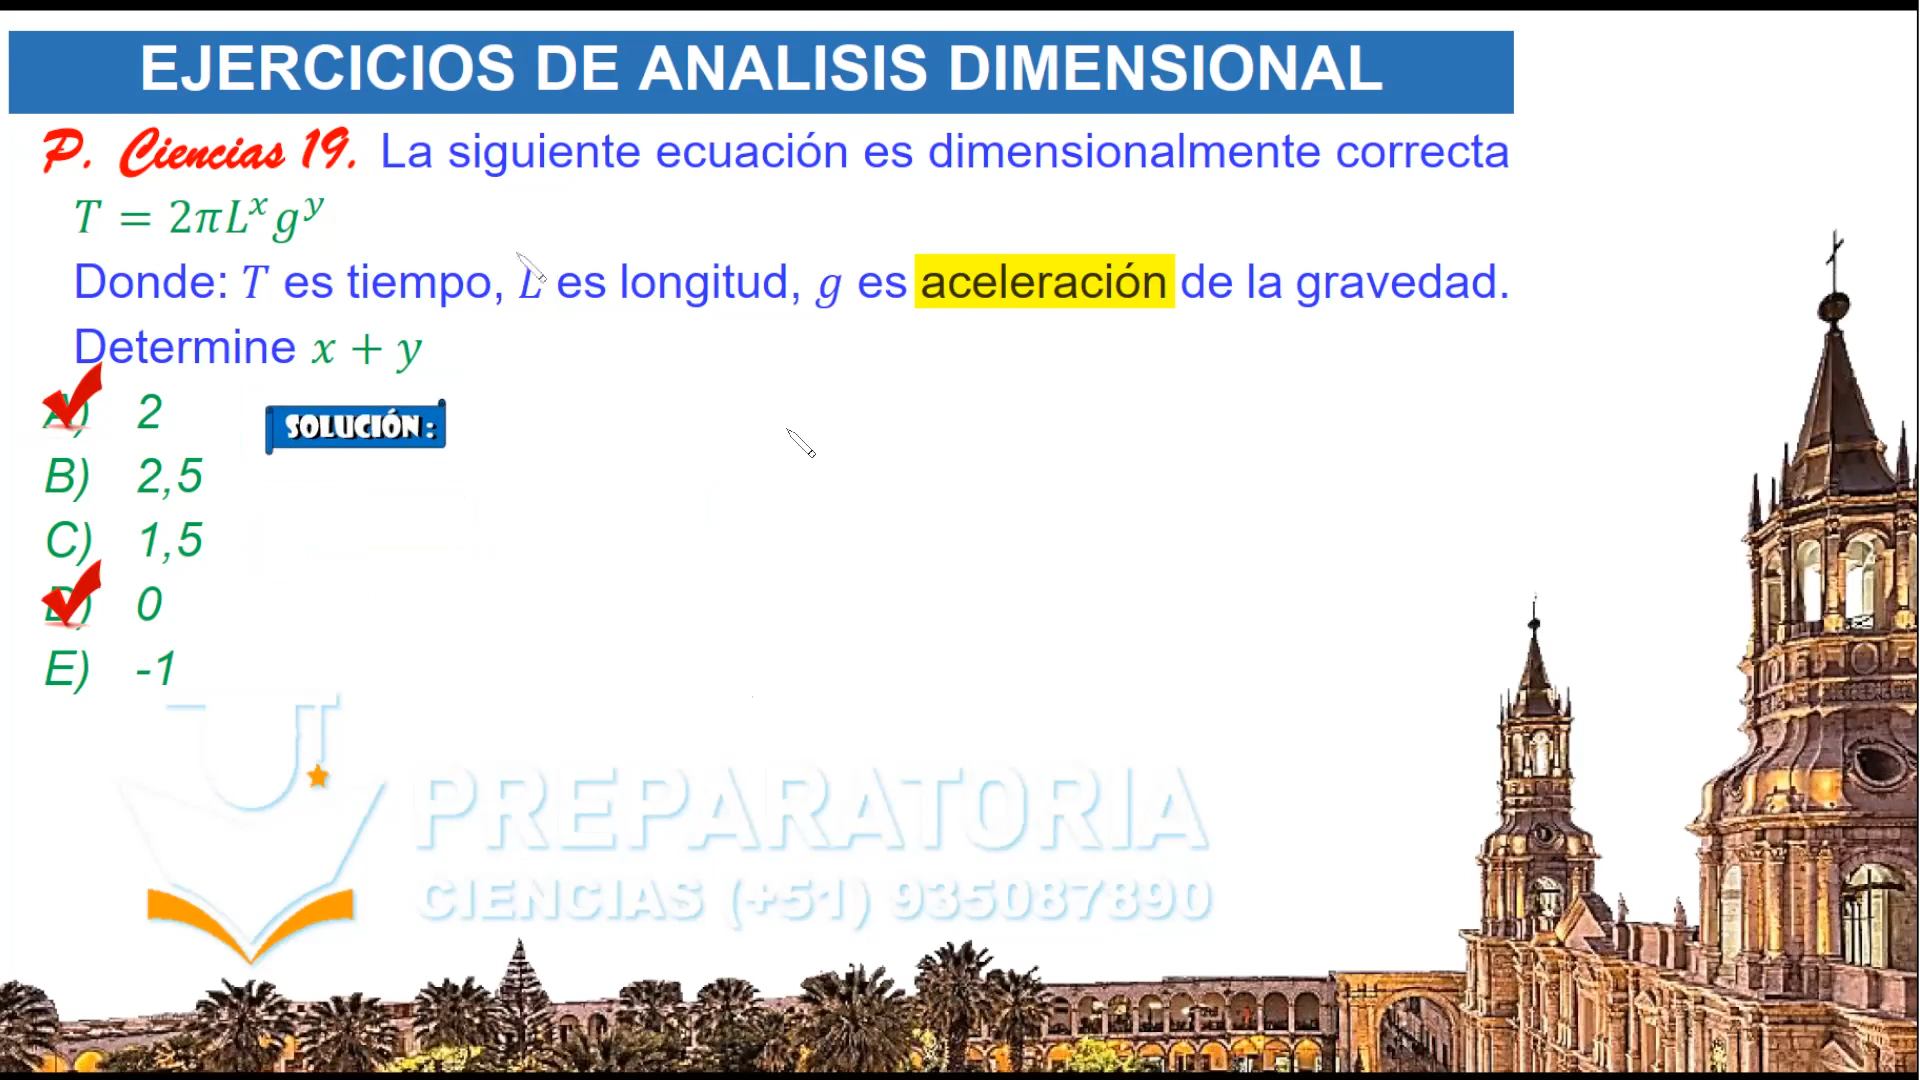 EJERCICIOS DE ANALISIS DIMENSIONAL
P. Ciencias 19. La siguiente ecuación es dimensionalmente correcta
T = 2πLˣgʸ
Donde: T es tiempo, L es longitud, g es aceleración de la gravedad.
Determine x + y
A) 2
SOLUCIÓN:
B) 2,5
C) 1,5
D) 0
E) -1
PREPARATORIA
CIENCIAS (+51) 935087890